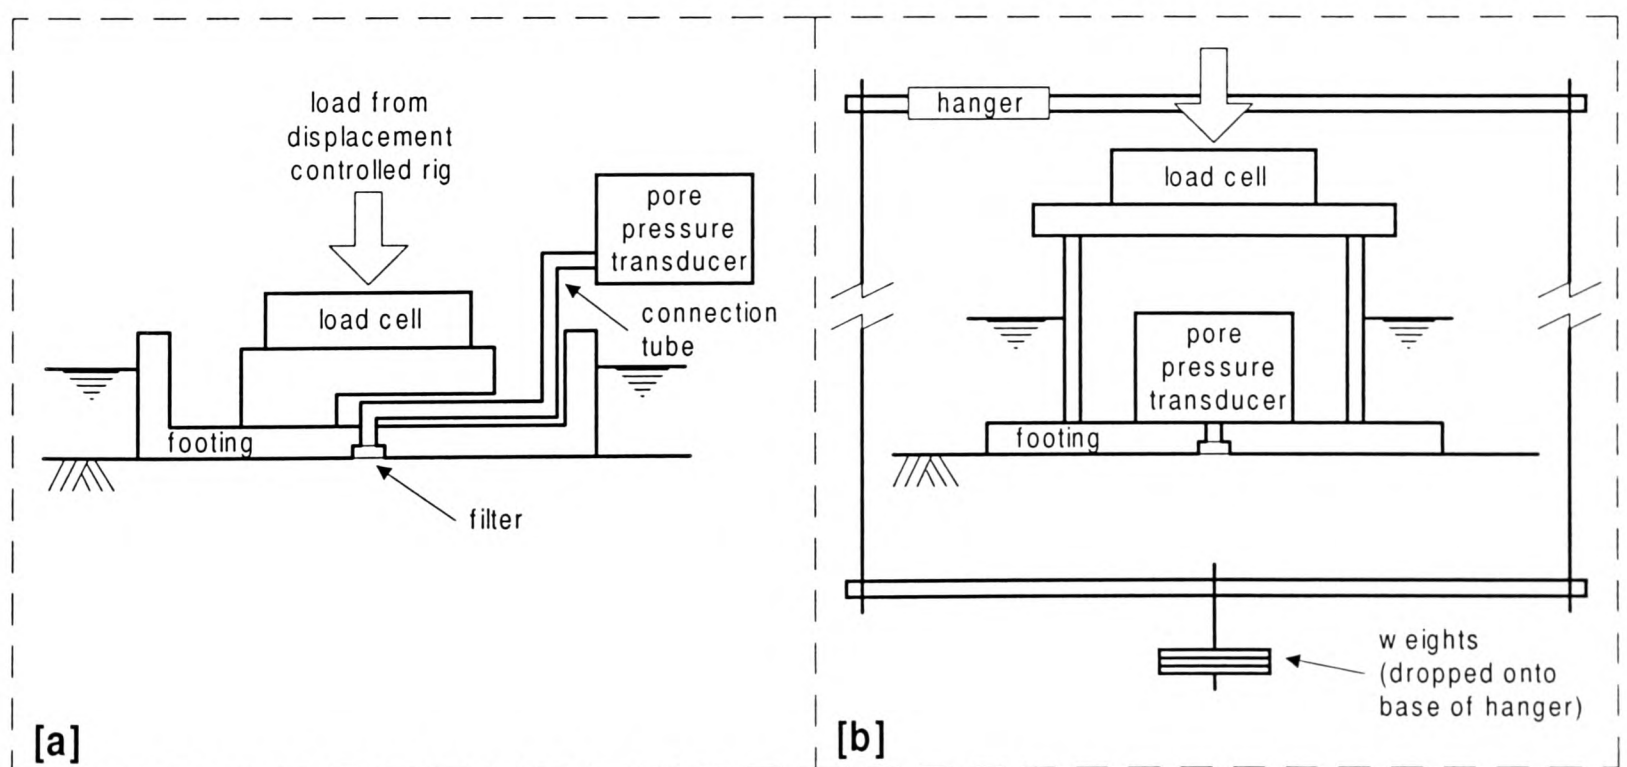 load from
displacement
controlled rig
pore
pressure
transducer
load cell
connection
tube
footing
filter
[a]
hanger
load cell
pore
pressure
transducer
footing
weights
(dropped onto
base of hanger)
[b]